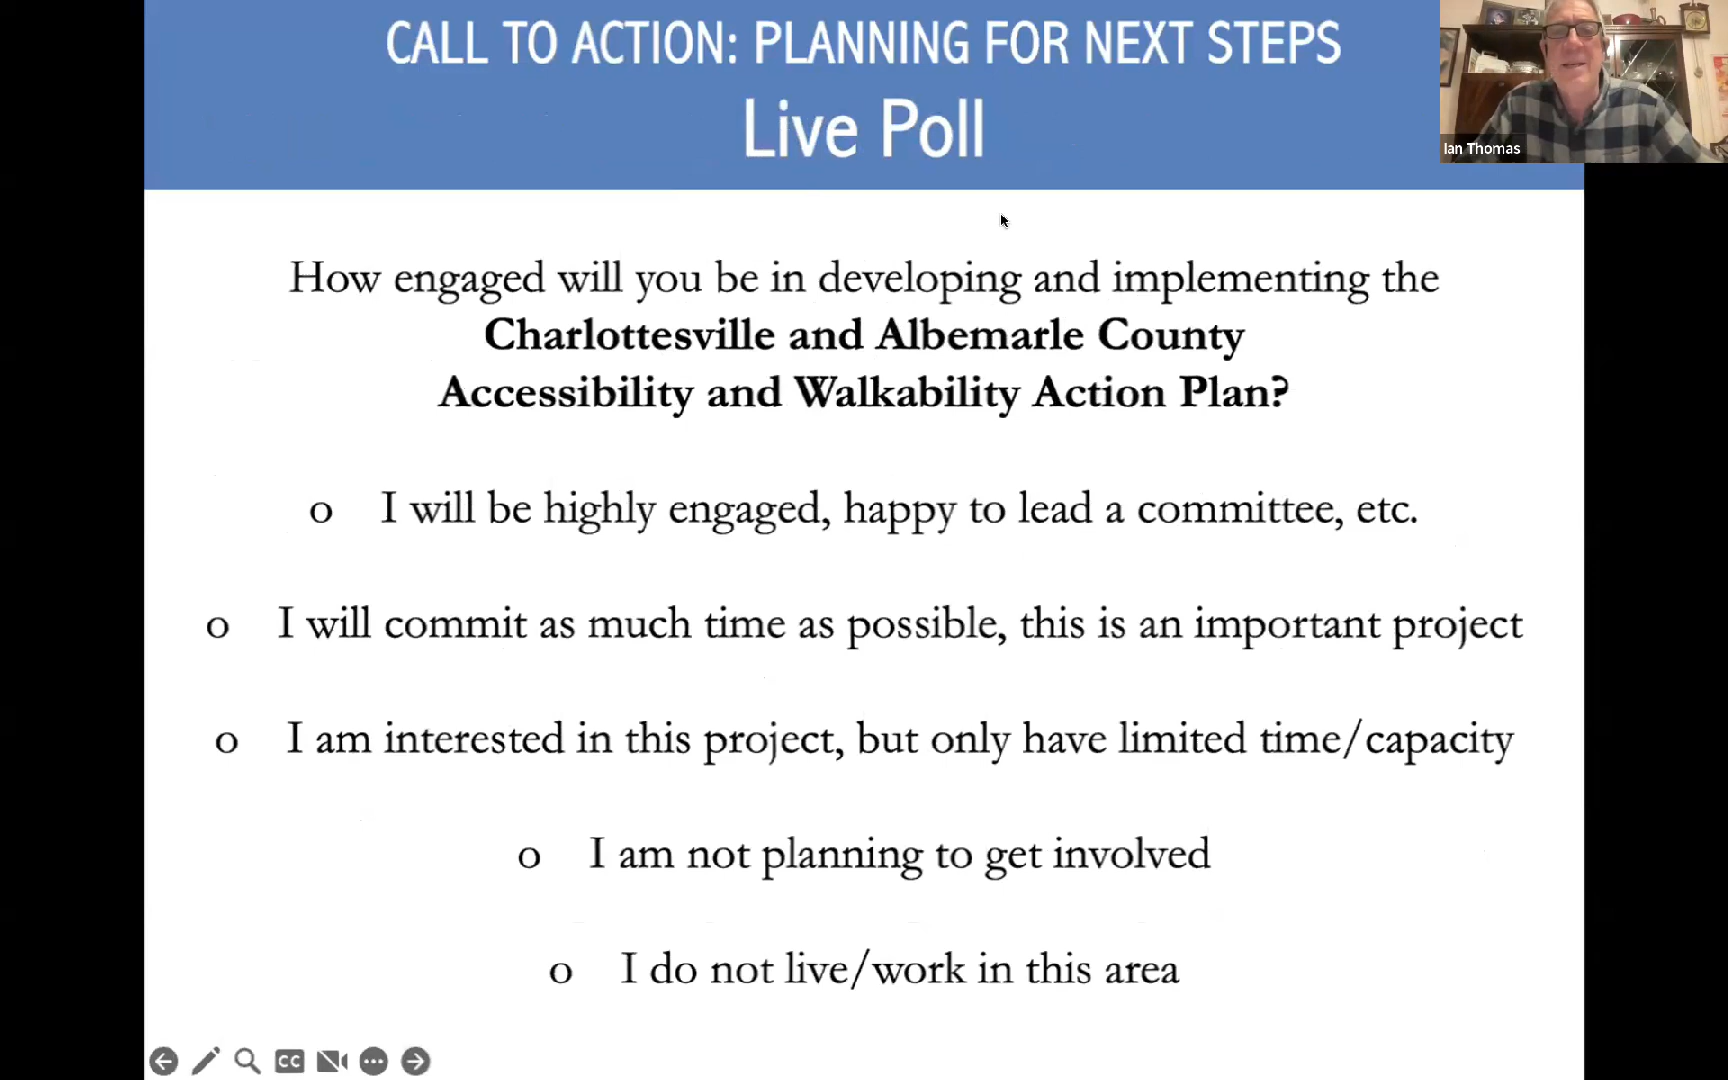 CALL TO ACTION: PLANNING FOR NEXT STEPS
Live Poll
Ian Thomas
How engaged will you be in developing and implementing the
Charlottesville and Albemarle County
Accessibility and Walkability Action Plan?
o I will be highly engaged, happy to lead a committee, etc.
o I will commit as much time as possible, this is an important project
o I am interested in this project, but only have limited time/capacity
o I am not planning to get involved
o I do not live/work in this area
CC